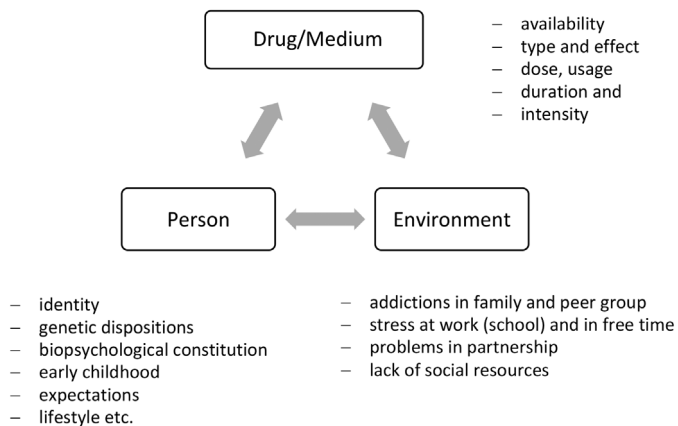 Drug/Medium
– availability
– type and effect
– dose, usage
– duration and
– intensity
Person
Environment
– identity
– genetic dispositions
– biopsychological constitution
– early childhood
– expectations
– lifestyle etc.
– addictions in family and peer group
– stress at work (school) and in free time
– problems in partnership
– lack of social resources